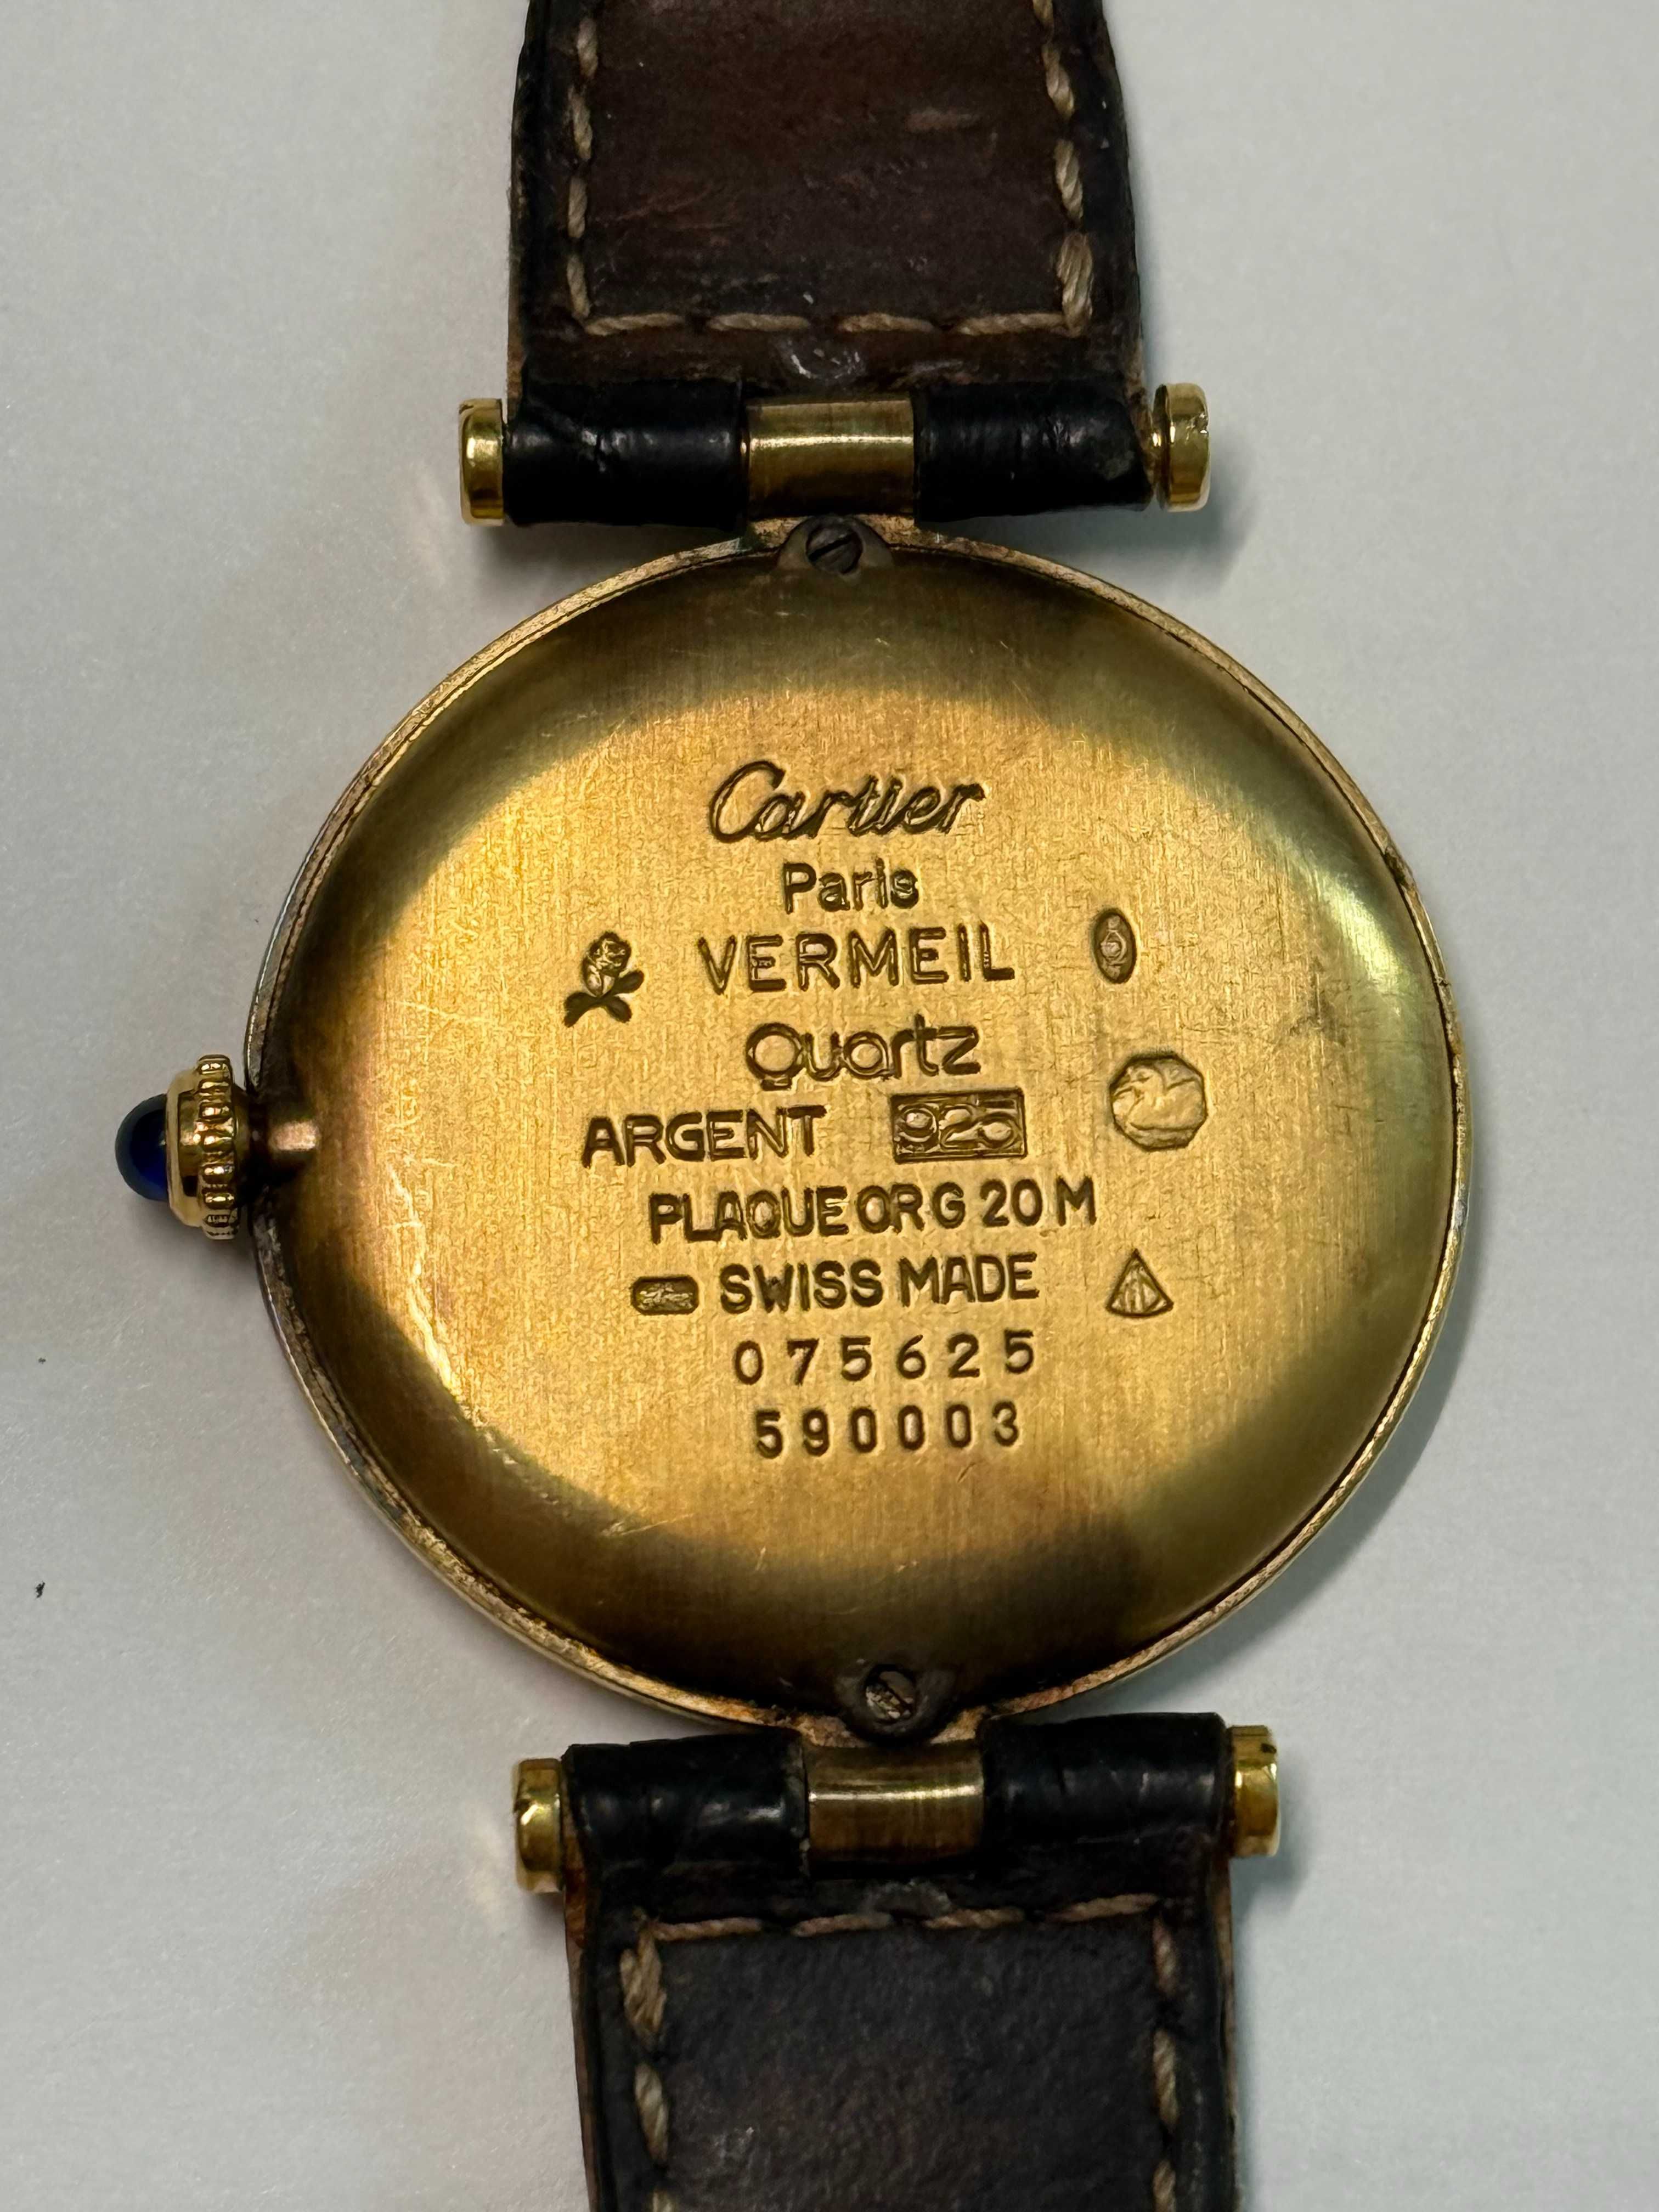 Cartier
Paris
VERMEIL
Quartz
ARGENT 925
PLAQUE OR G 20 M
SWISS MADE
075625
590003